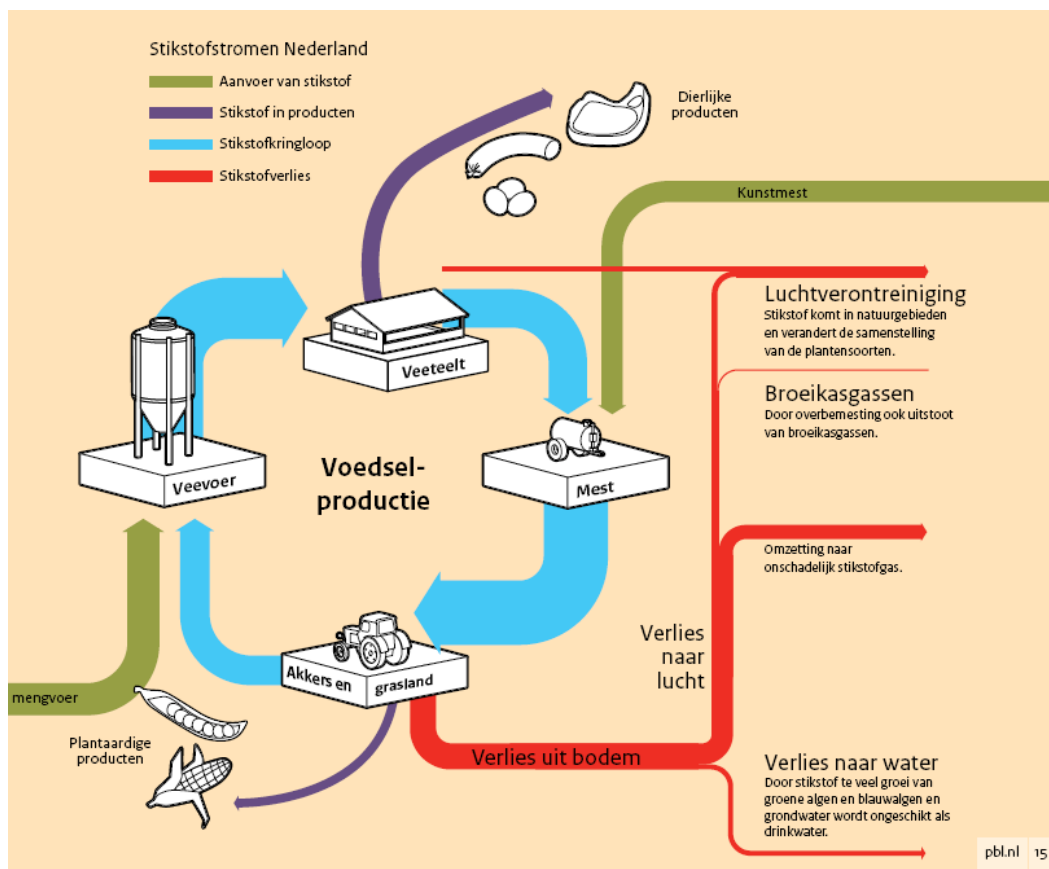 Stikstofstromen Nederland
Aanvoer van stikstof
Stikstof in producten
Stikstofkringloop
Stikstofverlies
Dierlijke
producten
Kunstmest
Luchtverontreiniging
Stikstof komt in natuurgebieden
en verandert de samenstelling
van de plantensoorten.
Veeteelt
Broeikasgassen
Door overbemesting ook uitstoot
van broeikasgassen.
Voedsel-
productie
Veevoer
Mest
Omzetting naar
onschadelijk stikstofgas.
Verlies
naar
lucht
Akkers en grasland
mengvoer
Plantaardige
producten
Verlies uit bodem
Verlies naar water
Door stikstof te veel groei van
groene algen en blauwalgen en
grondwater wordt ongeschikt als
drinkwater.
pbl.nl 15